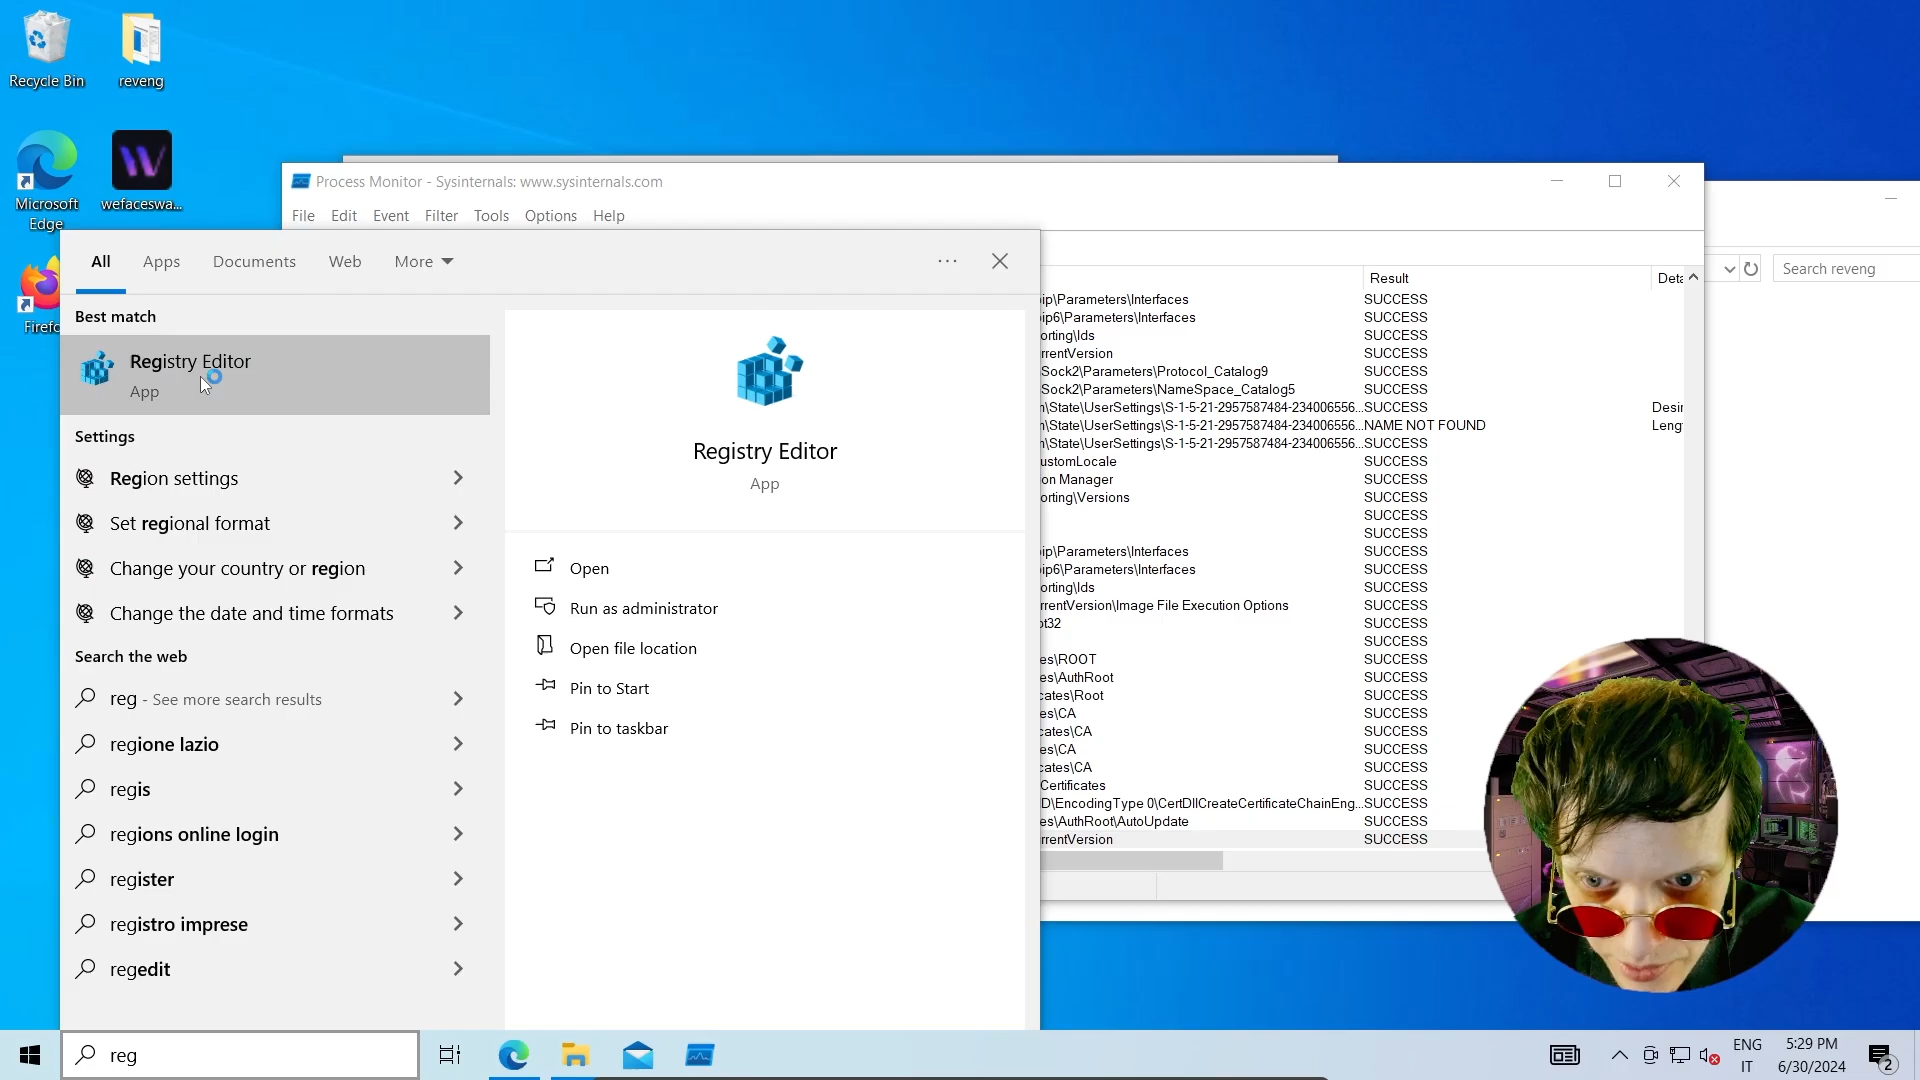 Recycle Bin
reveng
Microsoft
Edge
wefaceswa...
Process Monitor - Sysinternals: www.sysinternals.com
File Edit Event Filter Tools Options Help
All Apps Documents Web More
Best match
Registry Editor
App
Settings
Region settings
Set regional format
Change your country or region
Change the date and time formats
Search the web
reg - See more search results
regione lazio
regis
regions online login
register
registro imprese
regedit
Registry Editor
App
Open
Run as administrator
Open file location
Pin to Start
Pin to taskbar
Result
ip\Parameters\Interfaces SUCCESS
ip6\Parameters\Interfaces SUCCESS
orting\Ids SUCCESS
rrentVersion SUCCESS
Sock2\Parameters\Protocol_Catalog9 SUCCESS
Sock2\Parameters\NameSpace_Catalog5 SUCCESS
\State\UserSettings\S-1-5-21-2957587484-234006556... SUCCESS Desir
\State\UserSettings\S-1-5-21-2957587484-234006556... NAME NOT FOUND Leng
\State\UserSettings\S-1-5-21-2957587484-234006556... SUCCESS
ustomLocale SUCCESS
on Manager SUCCESS
orting\Versions SUCCESS
SUCCESS
SUCCESS
ip\Parameters\Interfaces SUCCESS
ip6\Parameters\Interfaces SUCCESS
orting\Ids SUCCESS
rrentVersion\Image File Execution Options SUCCESS
pt32 SUCCESS
SUCCESS
es\ROOT SUCCESS
es\AuthRoot SUCCESS
cates\Root SUCCESS
es\CA SUCCESS
cates\CA SUCCESS
es\CA SUCCESS
cates\CA SUCCESS
Certificates SUCCESS
D\EncodingType 0\CertDllCreateCertificateChainEng... SUCCESS
es\AuthRoot\AutoUpdate SUCCESS
rrentVersion SUCCESS
Search reveng
reg
ENG
IT
5:29 PM
6/30/2024
2